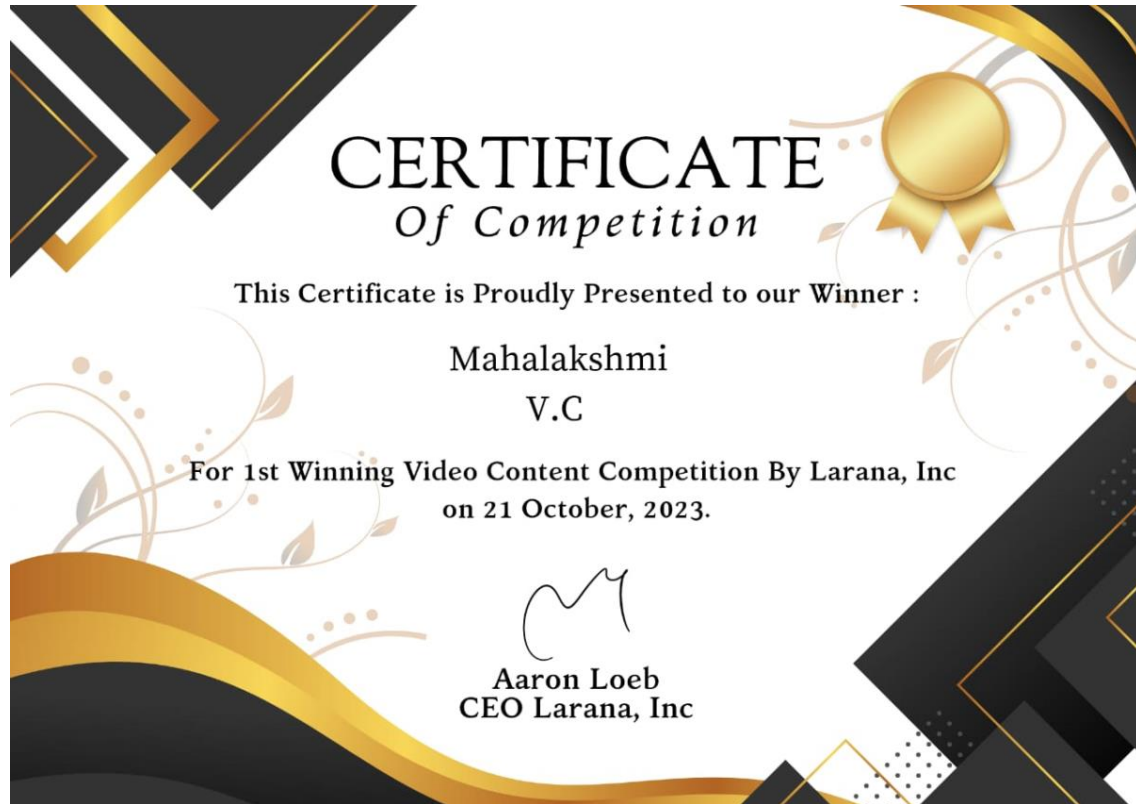 CERTIFICATE
Of Competition
This Certificate is Proudly Presented to our Winner :
Mahalakshmi
V.C
For 1st Winning Video Content Competition By Larana, Inc
on 21 October, 2023.
Aaron Loeb
CEO Larana, Inc